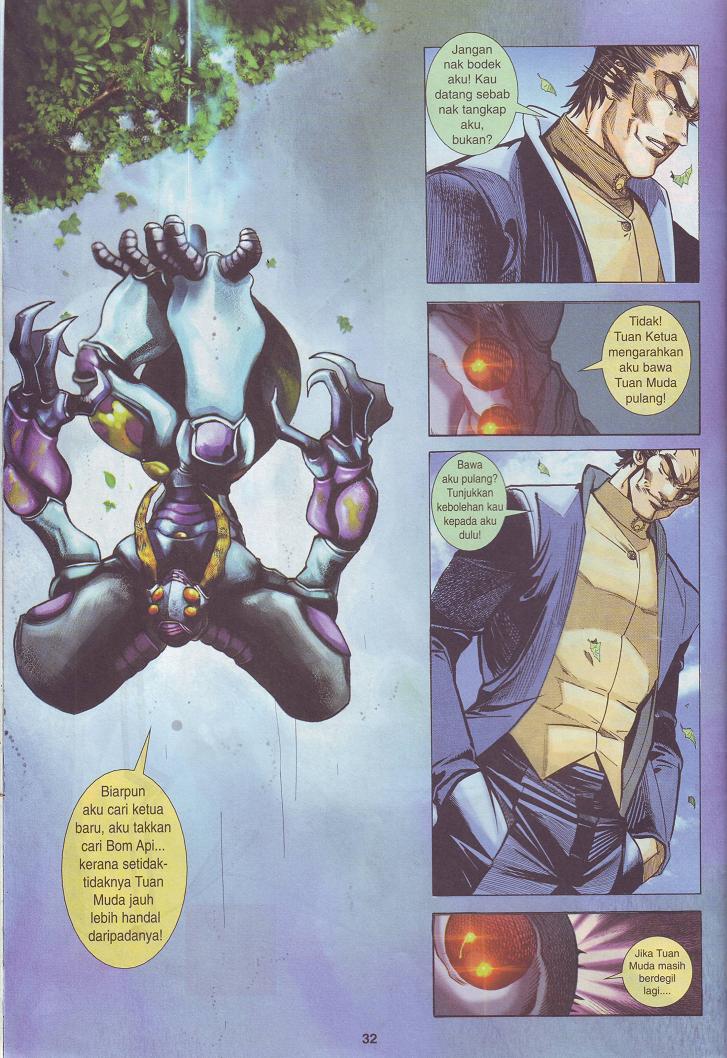 Biarpun
aku cari ketua
baru, aku takkan
cari Bom Api...
kerana setidak-
tidaknya Tuan
Muda jauh
lebih handal
daripadanya!
Jangan
nak bodek
aku! Kau
datang sebab
nak tangkap
aku,
bukan?
Tidak!
Tuan Ketua
mengarahkan
aku bawa
Tuan Muda
pulang!
Bawa
aku pulang?
Tunjukkan
kebolehan kau
kepada aku
dulu!
Jika Tuan
Muda masih
berdegil
lagi....
32